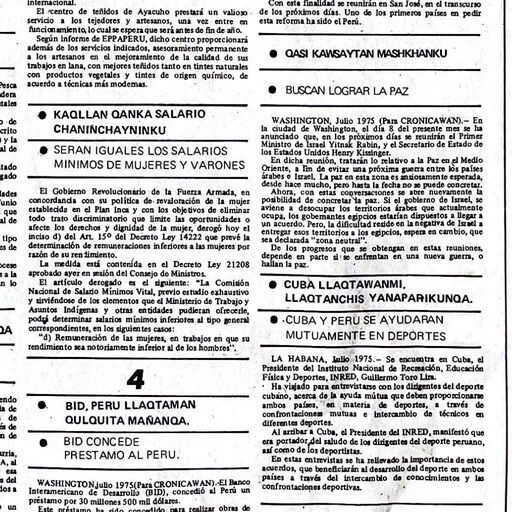 El centro de teñidos de Ayacucho prestará un valioso
servicio a los tejedores y artesanos, una vez entre en
funcionamiento, lo cual se espera que será antes de fin de año.
Según informe de EPPAPERU, dicho centro proporcionará
además de los servicios indicados, asesoramiento permanente
a los artesanos en el mejoramiento de la calidad de sus
trabajos en lana, con mejores teñidos tanto en tintes naturales
con productos vegetales y tintes de origen químico, de
acuerdo a técnicas más modernas.
KAQLLAN QANKA SALARIO
CHANINCHAYNINKU
SERAN IGUALES LOS SALARIOS
MINIMOS DE MUJERES Y VARONES
El Gobierno Revolucionario de la Fuerza Armada, en
concordancia con su política de revaloración de la mujer
establecida en el Plan Inca y con los objetivos de eliminar
todo trato discriminatorio que limite las oportunidades o
afecte los derechos y dignidad de la mujer, derogó hoy el
inciso d) del Art. 15º del Decreto Ley 14222 que prevé la
determinación de remuneraciones inferiores a las mujeres por
razón de su rendimiento.
La medida está contenida en el Decreto Ley 21208
aprobado ayer en sesión del Consejo de Ministros.
El artículo derogado es el siguiente: "La Comisión
Nacional de Salario Mínimos Vital, previo estudio exhaustivo
y sirviéndose de los elementos que el Ministerio de Trabajo y
Asuntos Indígenas y otras entidades pudieran ofrecerle,
podrá determinar salarios mínimos inferiores al tipo general
correspondientes, en los siguientes casos:
"d) Remuneración de las mujeres, en trabajos en que su
rendimiento sea notoriamente inferior al de los hombres".
4
BID, PERU LLAQTAMAN
QULQUITA MAÑANQA.
BID CONCEDE
PRESTAMO AL PERU.
WASHINGTON, julio 1975 (Para CRONICAWAN).-El Banco
Interamericano de Desarrollo (BID), concedió al Perú un
préstamo por 30 millones 500 mil dólares.
Este préstamo ha sido concedido para realizar obras de
Con esta finalidad se reunirán en San José, en el transcurso
de los próximos días. Uno de los primeros países en pedir
esta reforma ha sido el Perú.
QASI KAWSAYTAN MASHKHANKU
BUSCAN LOGRAR LA PAZ
WASHINGTON, Julio 1975 (Para CRONICAWAN).— En
la ciudad de Washington, el día 8 del presente mes se ha
anunciado que, en los próximos días se reunirán el Primer
Ministro de Israel Yitnak Rabin, y el Secretario de Estado de
los Estados Unidos Henry Kissinger.
En dicha reunión, tratarán lo relativo a la Paz en el Medio
Oriente, a fin de evitar una próxima guerra entre los países
árabes e Israel. La paz en esta zona es ansiosamente esperada,
desde hace mucho, pero hasta la fecha no se puede concretar.
Ahora, con estas conversaciones se abre nuevamente la
posibilidad de concretar la paz. Si el gobierno de Israel, se
aviene a desocupar los territorios árabes que actualmente
ocupa, los gobernantes egipcios estarían dispuestos a llegar a
un acuerdo. Pero, la dificultad reside en la negativa de Israel a
entregar esos territorios a los egipcios, espera en cambio, que
sea declarada "zona neutral".
De los progresos que se obtengan en estas reuniones,
depende en parte si se enfrentan en una nueva guerra, o
hallan la paz.
CUBA LLAQTAWANMI,
LLAQTANCHIS YANAPARIKUNQA.
CUBA Y PERU SE AYUDARAN
MUTUAMENTE EN DEPORTES
LA HABANA, Julio 1975.— Se encuentra en Cuba, el
Presidente del Instituto Nacional de Recreación, Educación
Física y Deportes, INRED, Guillermo Toro Lira.
Ha viajado para entrevistarse con los dirigentes del deporte
cubano, acerca de la ayuda mútua que deben proporcionarse
ambos países, en materia de deportes, a través de
confrontaciones mutuas e intercambio de técnicos en
diferentes deportes.
Al arribar a Cuba, el Presidente del INRED, manifestó que
era portador del saludo de los dirigentes del deporte peruano,
así como de los deportistas.
En estas entrevistas se ha rellevado la importancia de estos
acuerdos, que beneficiarán al desarrollo del deporte en ambos
países a través del intercambio de conocimientos y las
confrontaciones deportivas.